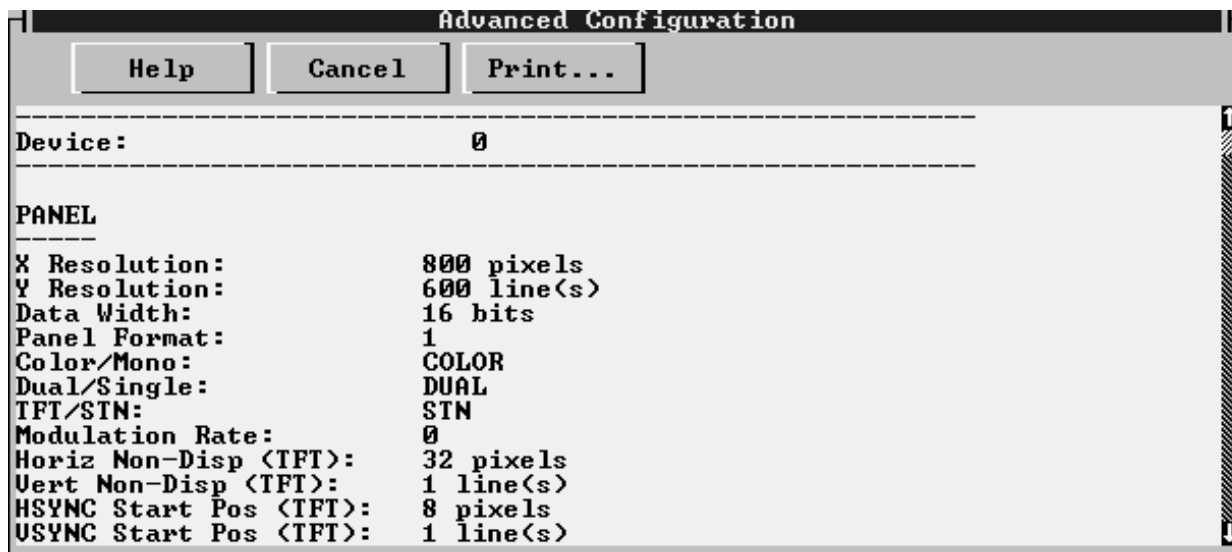 Advanced Configuration
Help Cancel Print...
------------------------------------------------------------
Device: 0
------------------------------------------------------------
PANEL
-----
X Resolution: 800 pixels
Y Resolution: 600 line(s)
Data Width: 16 bits
Panel Format: 1
Color/Mono: COLOR
Dual/Single: DUAL
TFT/STN: STN
Modulation Rate: 0
Horiz Non-Disp (TFT): 32 pixels
Vert Non-Disp (TFT): 1 line(s)
HSYNC Start Pos (TFT): 8 pixels
VSYNC Start Pos (TFT): 1 line(s)